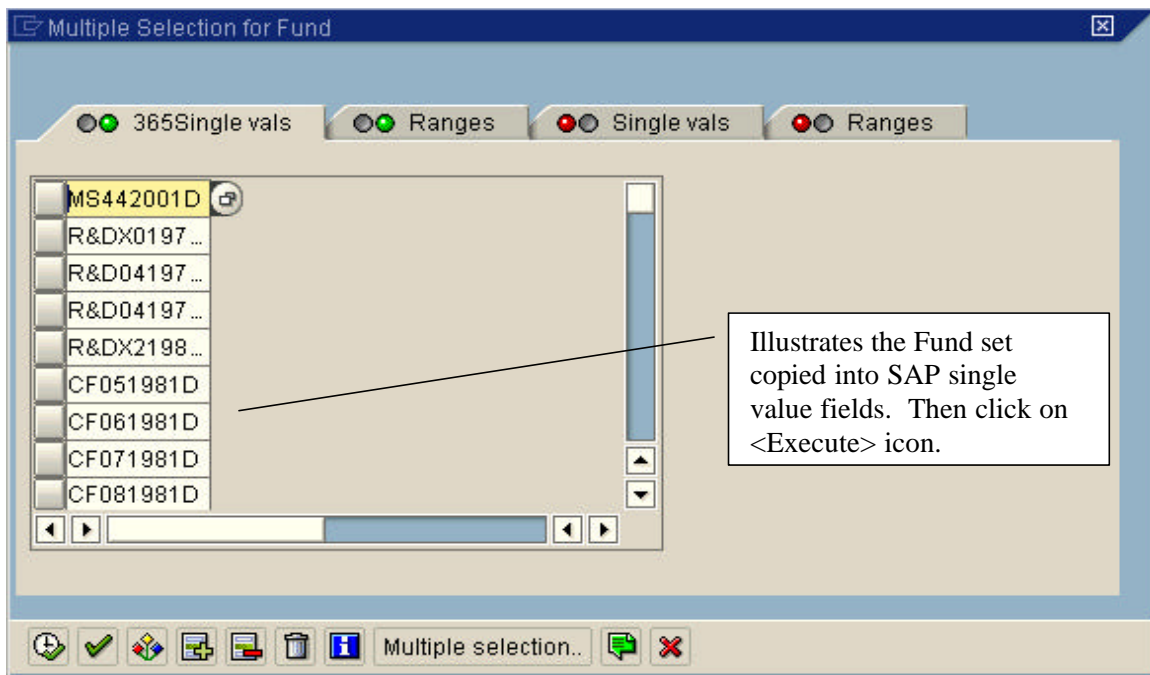 Multiple Selection for Fund
365Single vals Ranges Single vals Ranges
MS442001D
R&DX0197...
R&D04197...
R&D04197...
R&DX2198...
CF051981D
CF061981D
CF071981D
CF081981D
Illustrates the Fund set
copied into SAP single
value fields. Then click on
<Execute> icon.
Multiple selection..